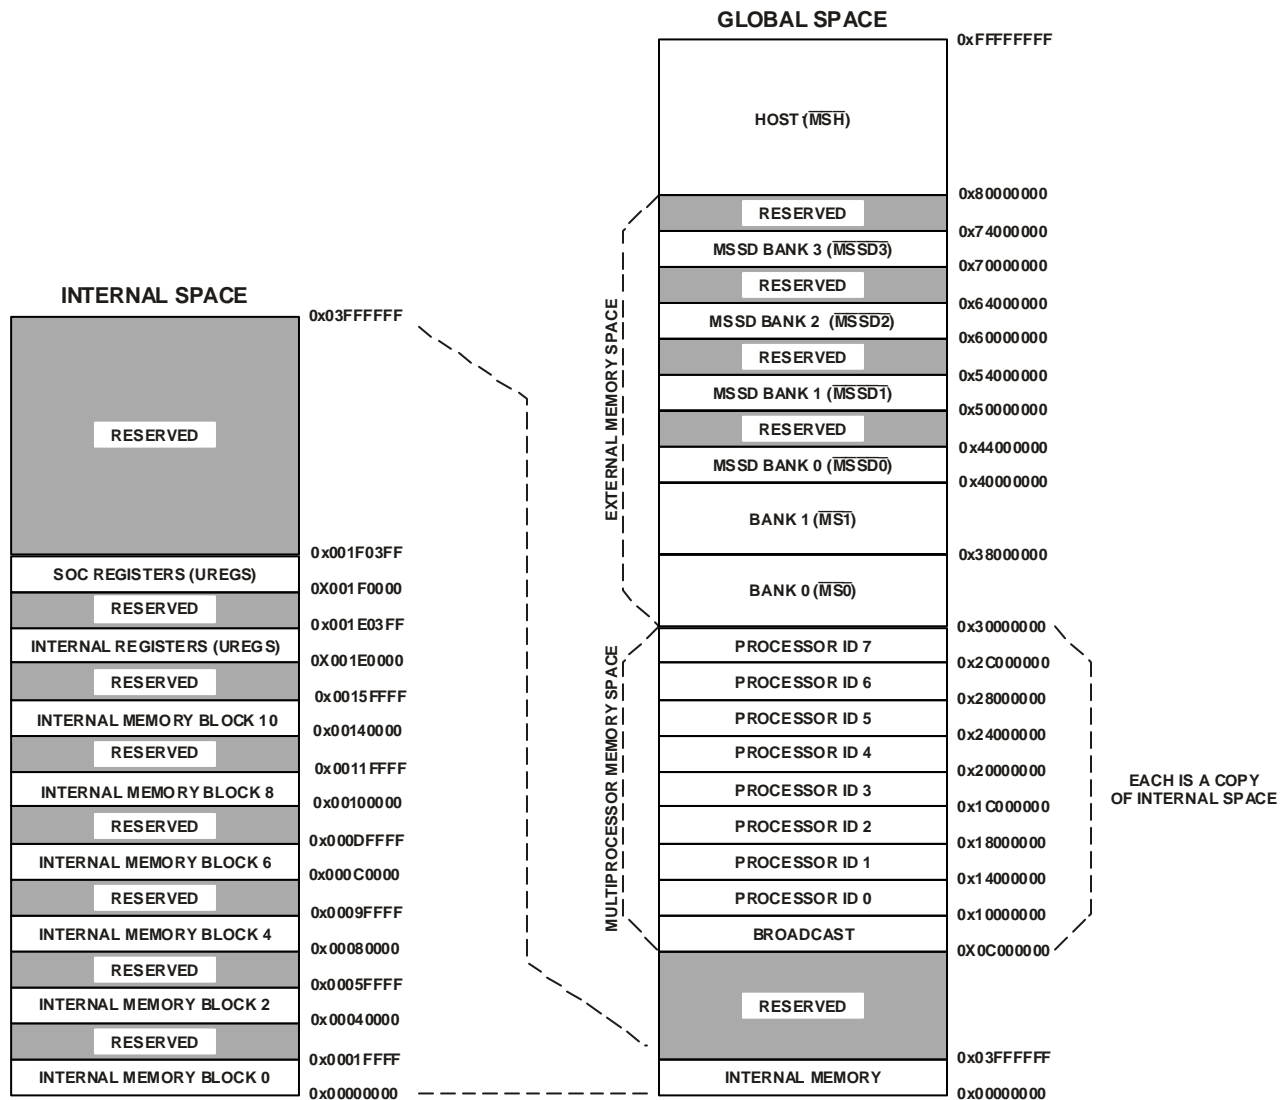 GLOBAL SPACE
0xFFFFFFFF
HOST (MSH)
0x80000000
RESERVED
0x74000000
MSSD BANK 3 (MSSD3)
0x70000000
RESERVED
0x64000000
MSSD BANK 2 (MSSD2)
0x60000000
RESERVED
0x54000000
MSSD BANK 1 (MSSD1)
0x50000000
RESERVED
0x44000000
MSSD BANK 0 (MSSD0)
0x40000000
BANK 1 (MS1)
0x38000000
BANK 0 (MS0)
0x30000000
PROCESSOR ID 7
0x2C000000
PROCESSOR ID 6
0x28000000
PROCESSOR ID 5
0x24000000
PROCESSOR ID 4
0x20000000
PROCESSOR ID 3
0x1C000000
PROCESSOR ID 2
0x18000000
PROCESSOR ID 1
0x14000000
PROCESSOR ID 0
0x10000000
BROADCAST
0X0C000000
RESERVED
0x03FFFFFF
INTERNAL MEMORY
0x00000000
EXTERNAL MEMORY SPACE
MULTIPROCESSOR MEMORY SPACE
EACH IS A COPY
OF INTERNAL SPACE
INTERNAL SPACE
0x03FFFFFF
RESERVED
0x001F03FF
SOC REGISTERS (UREGS)
0X001F0000
RESERVED
0x001E03FF
INTERNAL REGISTERS (UREGS)
0X001E0000
RESERVED
0x0015FFFF
INTERNAL MEMORY BLOCK 10
0x00140000
RESERVED
0x0011FFFF
INTERNAL MEMORY BLOCK 8
0x00100000
RESERVED
0x000DFFFF
INTERNAL MEMORY BLOCK 6
0x000C0000
RESERVED
0x0009FFFF
INTERNAL MEMORY BLOCK 4
0x00080000
RESERVED
0x0005FFFF
INTERNAL MEMORY BLOCK 2
0x00040000
RESERVED
0x0001FFFF
INTERNAL MEMORY BLOCK 0
0x00000000